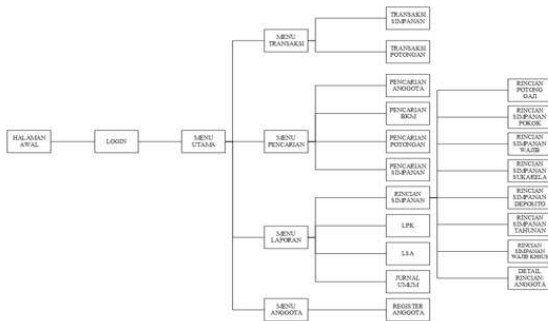 HALAMAN
AWAL
LOGIN
MENU
UTAMA
MENU
TRANSAKSI
TRANSAKSI
SIMPANAN
TRANSAKSI
POTONGAN
MENU
PENCARIAN
PENCARIAN
ANGGOTA
PENCARIAN
BKM
PENCARIAN
POTONGAN
PENCARIAN
SIMPANAN
MENU
LAPORAN
RINCIAN
SIMPANAN
LPK
LSA
JURNAL
UMUM
MENU
ANGGOTA
REGISTER
ANGGOTA
RINCIAN
POTONG
GAJI
RINCIAN
SIMPANAN
POKOK
RINCIAN
SIMPANAN
WAJIB
RINCIAN
SIMPANAN
SUKARELA
RINCIAN
SIMPANAN
DEPOSITO
RINCIAN
SIMPANAN
TAHUNAN
RINCIAN
SIMPANAN
WAJIB KHUSUS
DETAIL
RINCIAN
ANGGOTA